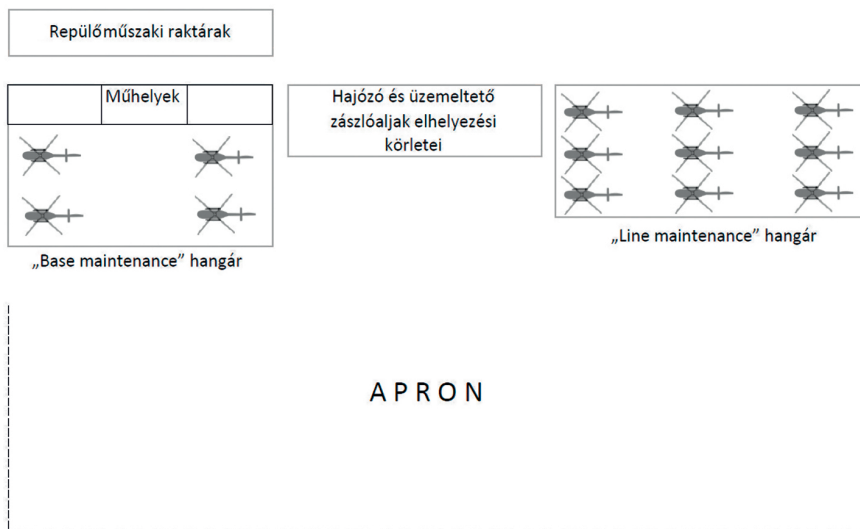 Repülőműszaki raktárak
Műhelyek
Hajózó és üzemeltető
zászlóaljak elhelyezési
körletei
„Base maintenance” hangár
„Line maintenance” hangár
A P R O N